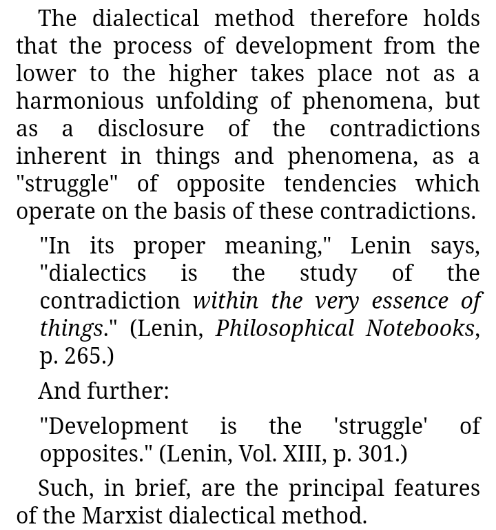 The dialectical method therefore holds
that the process of development from the
lower to the higher takes place not as a
harmonious unfolding of phenomena, but
as a disclosure of the contradictions
inherent in things and phenomena, as a
"struggle" of opposite tendencies which
operate on the basis of these contradictions.
"In its proper meaning," Lenin says,
"dialectics is the study of the
contradiction within the very essence of
things." (Lenin, Philosophical Notebooks,
p. 265.)
And further:
"Development is the 'struggle' of
opposites." (Lenin, Vol. XIII, p. 301.)
Such, in brief, are the principal features
of the Marxist dialectical method.